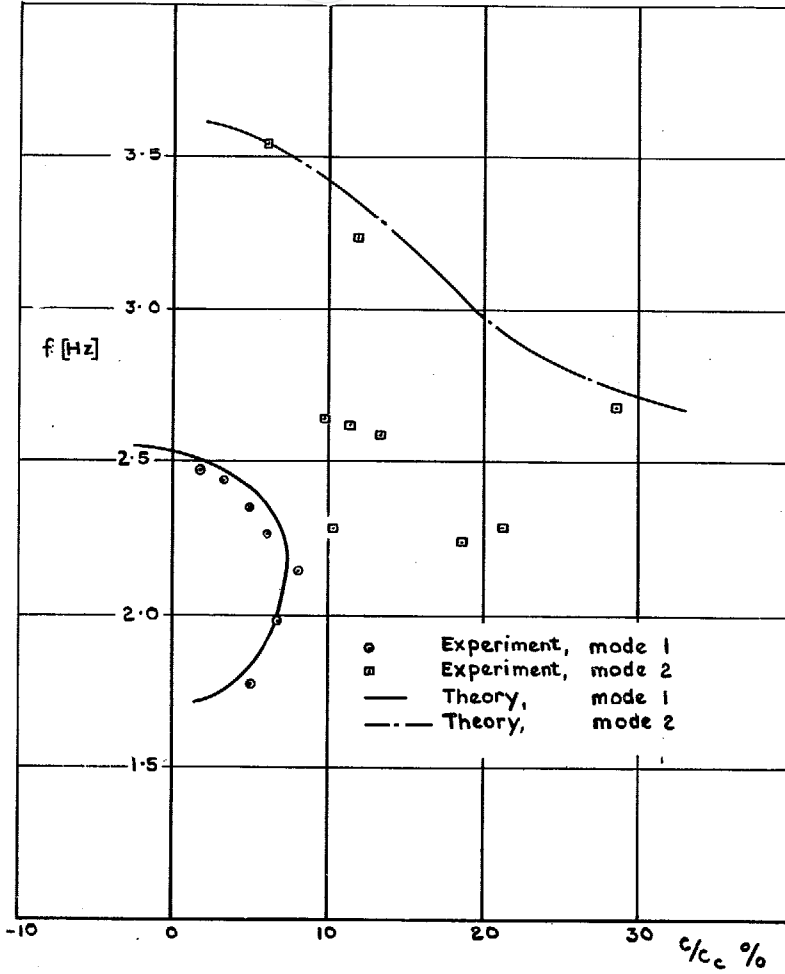 3.5
3.0
f [Hz]
2.5
2.0
Experiment, mode 1
Experiment, mode 2
Theory, mode 1
Theory, mode 2
1.5
-10 0 10 20 30 c/cc %